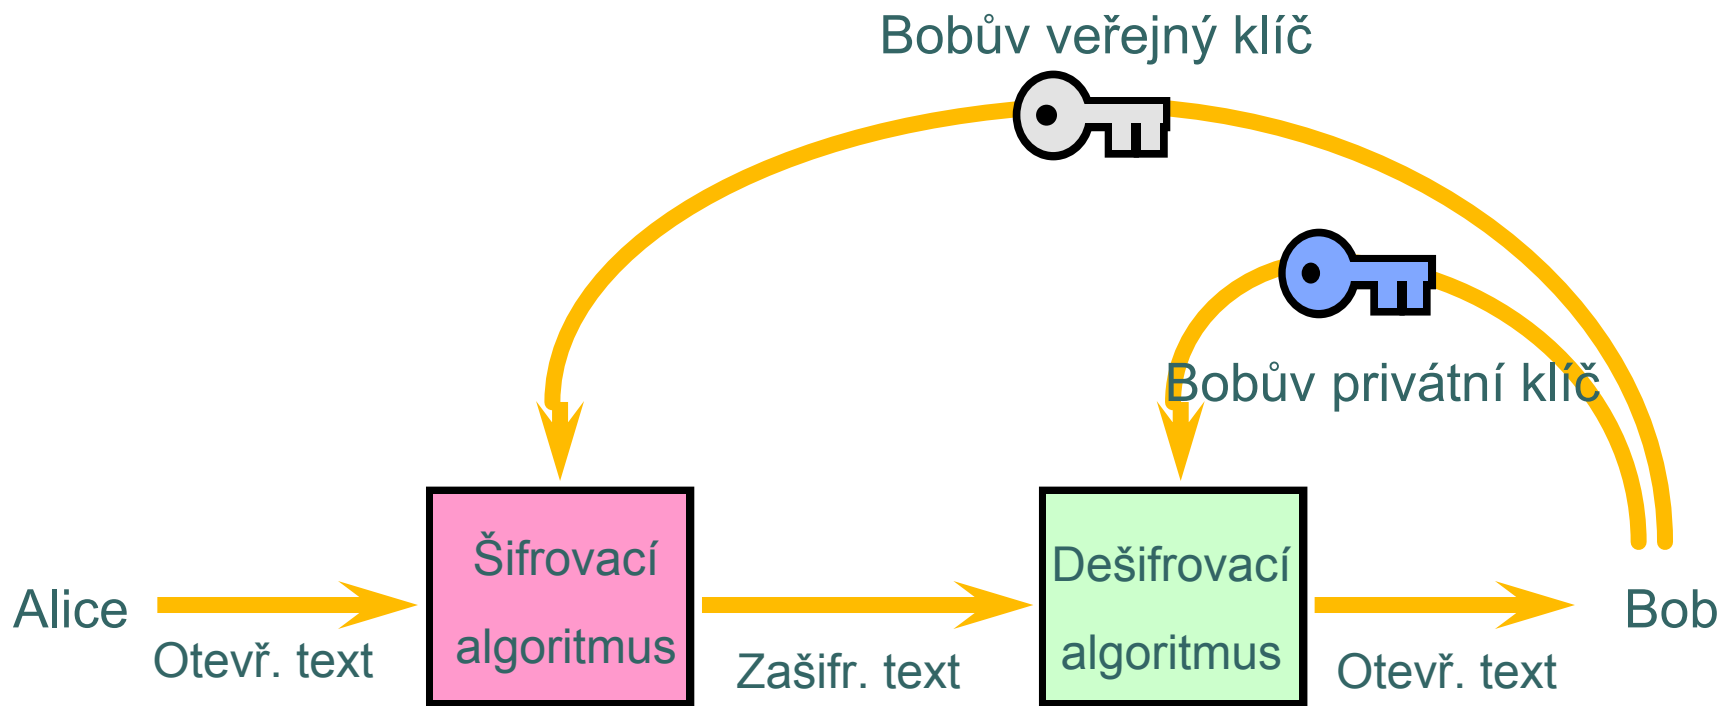 Bobův veřejný klíč
Bobův privátní klíč
Šifrovací
algoritmus
Dešifrovací
algoritmus
Alice
Bob
Otevř. text
Zašifr. text
Otevř. text